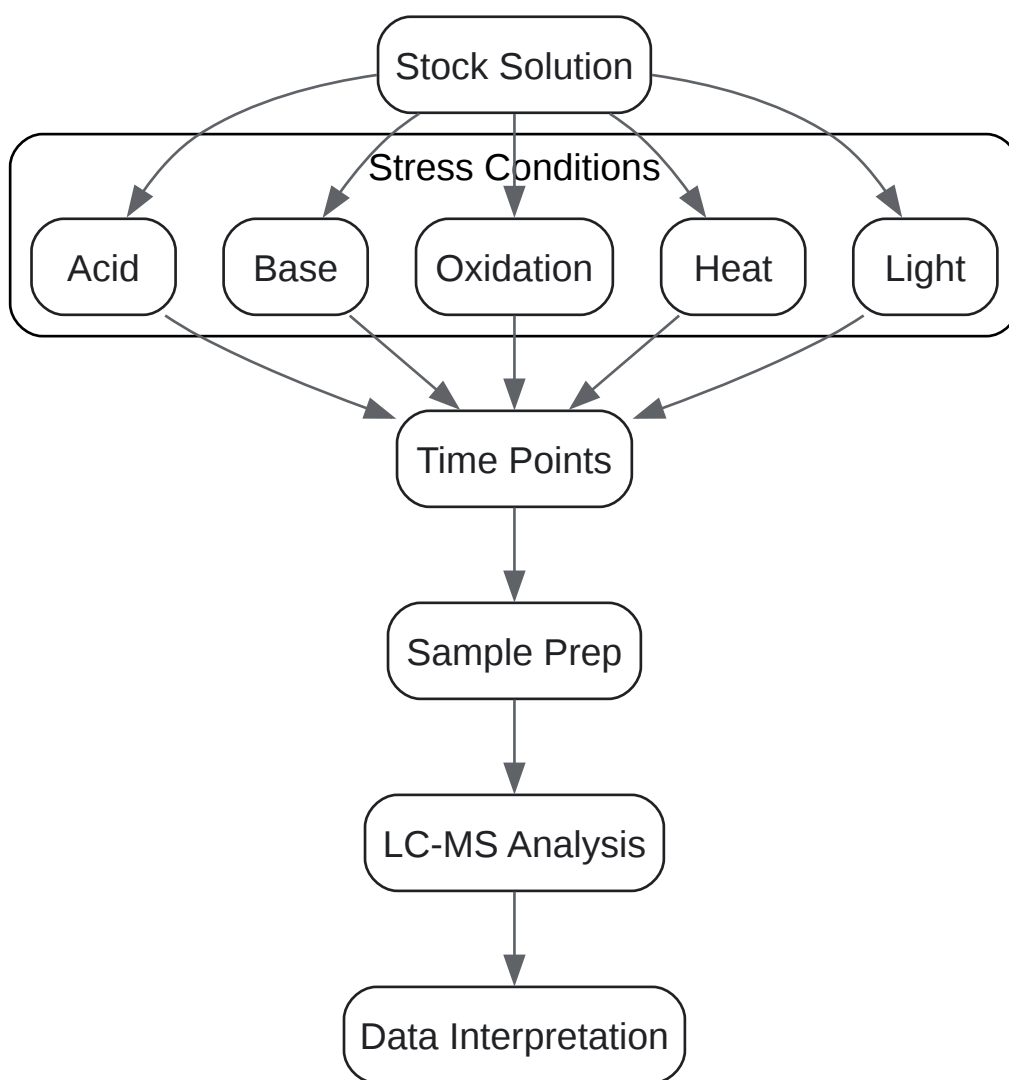 Stock Solution
Stress Conditions
Acid
Base
Oxidation
Heat
Light
Time Points
Sample Prep
LC-MS Analysis
Data Interpretation